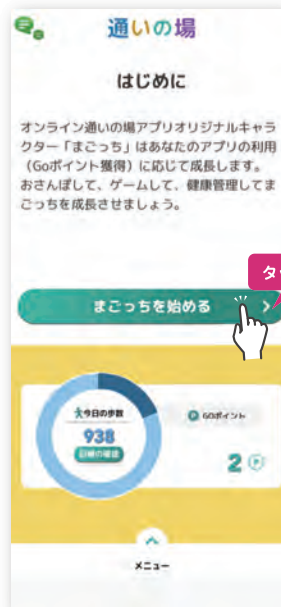 通いの場
はじめに
オンライン通いの場アプリオリジナルキャラ
クター「まごっち」はあなたのアプリの利用
（Goポイント獲得）に応じて成長します。
おさんぽして、ゲームして、健康管理してま
ごっちを成長させましょう。
タ
まごっちを始める
今日の歩数
938
目標の確認
GOポイント
2 P
メニュー